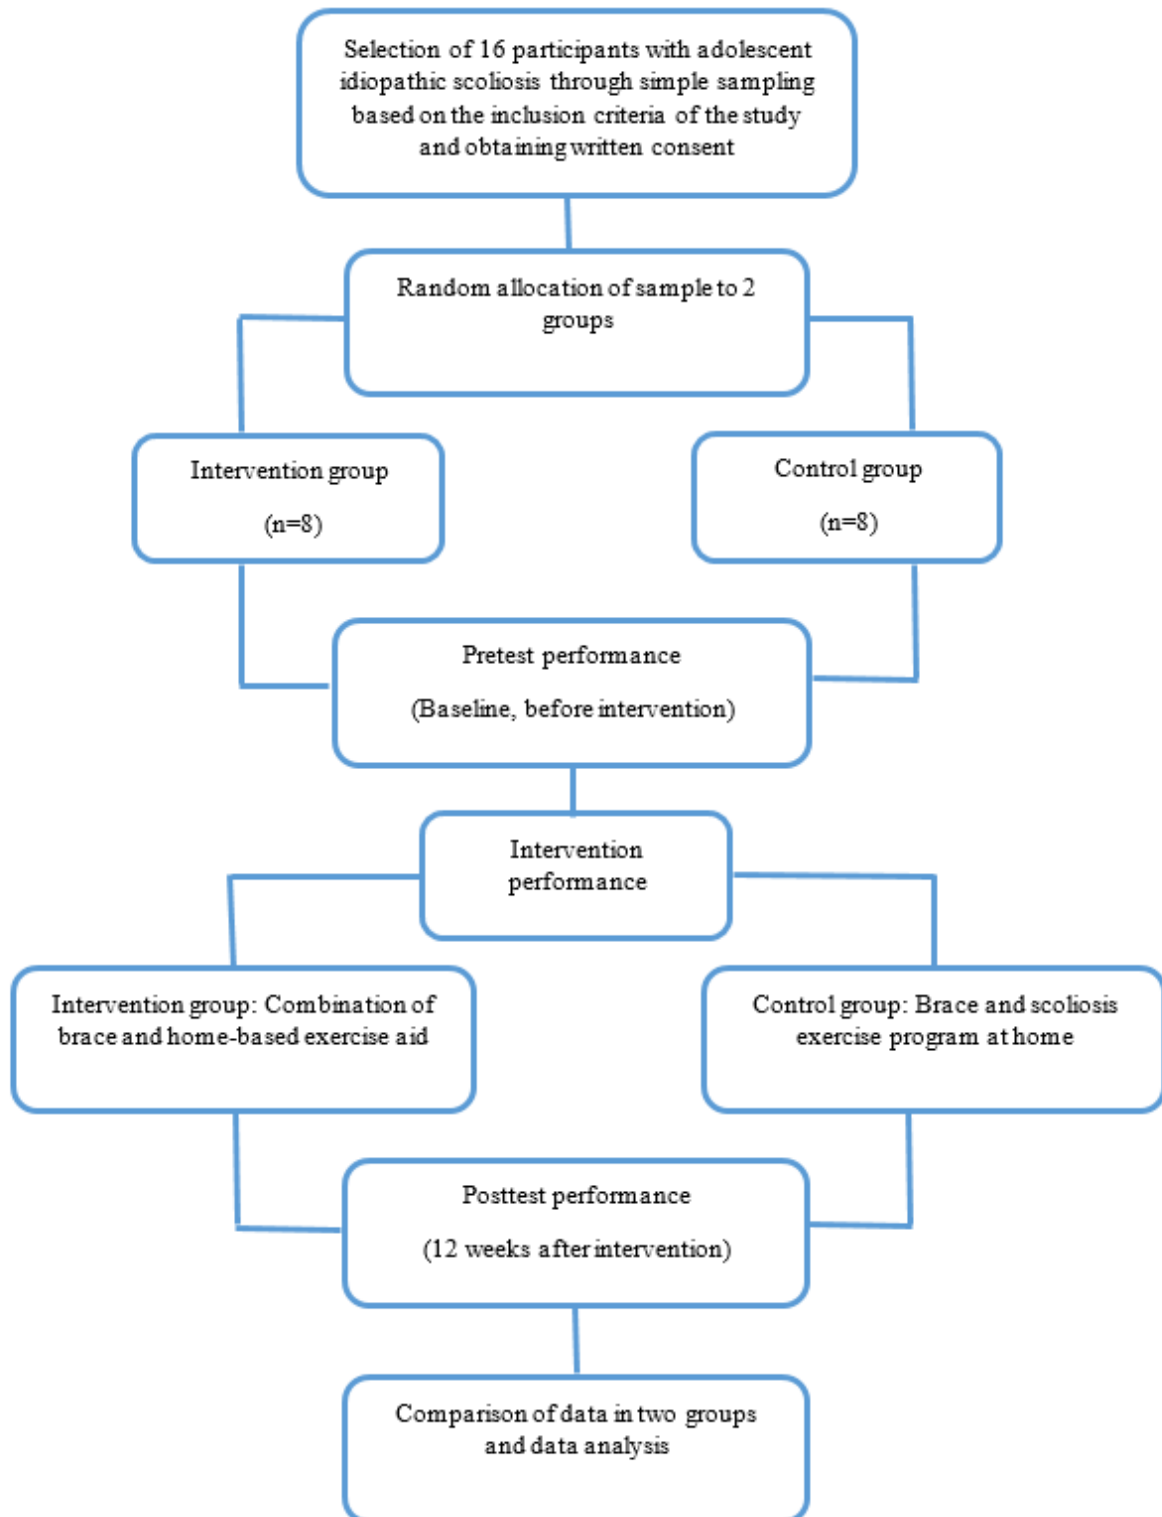 Selection of 16 participants with adolescent
idiopathic scoliosis through simple sampling
based on the inclusion criteria of the study
and obtaining written consent
Random allocation of sample to 2
groups
Intervention group
(n=8)
Control group
(n=8)
Pretest performance
(Baseline, before intervention)
Intervention
performance
Intervention group: Combination of
brace and home-based exercise aid
Control group: Brace and scoliosis
exercise program at home
Posttest performance
(12 weeks after intervention)
Comparison of data in two groups
and data analysis